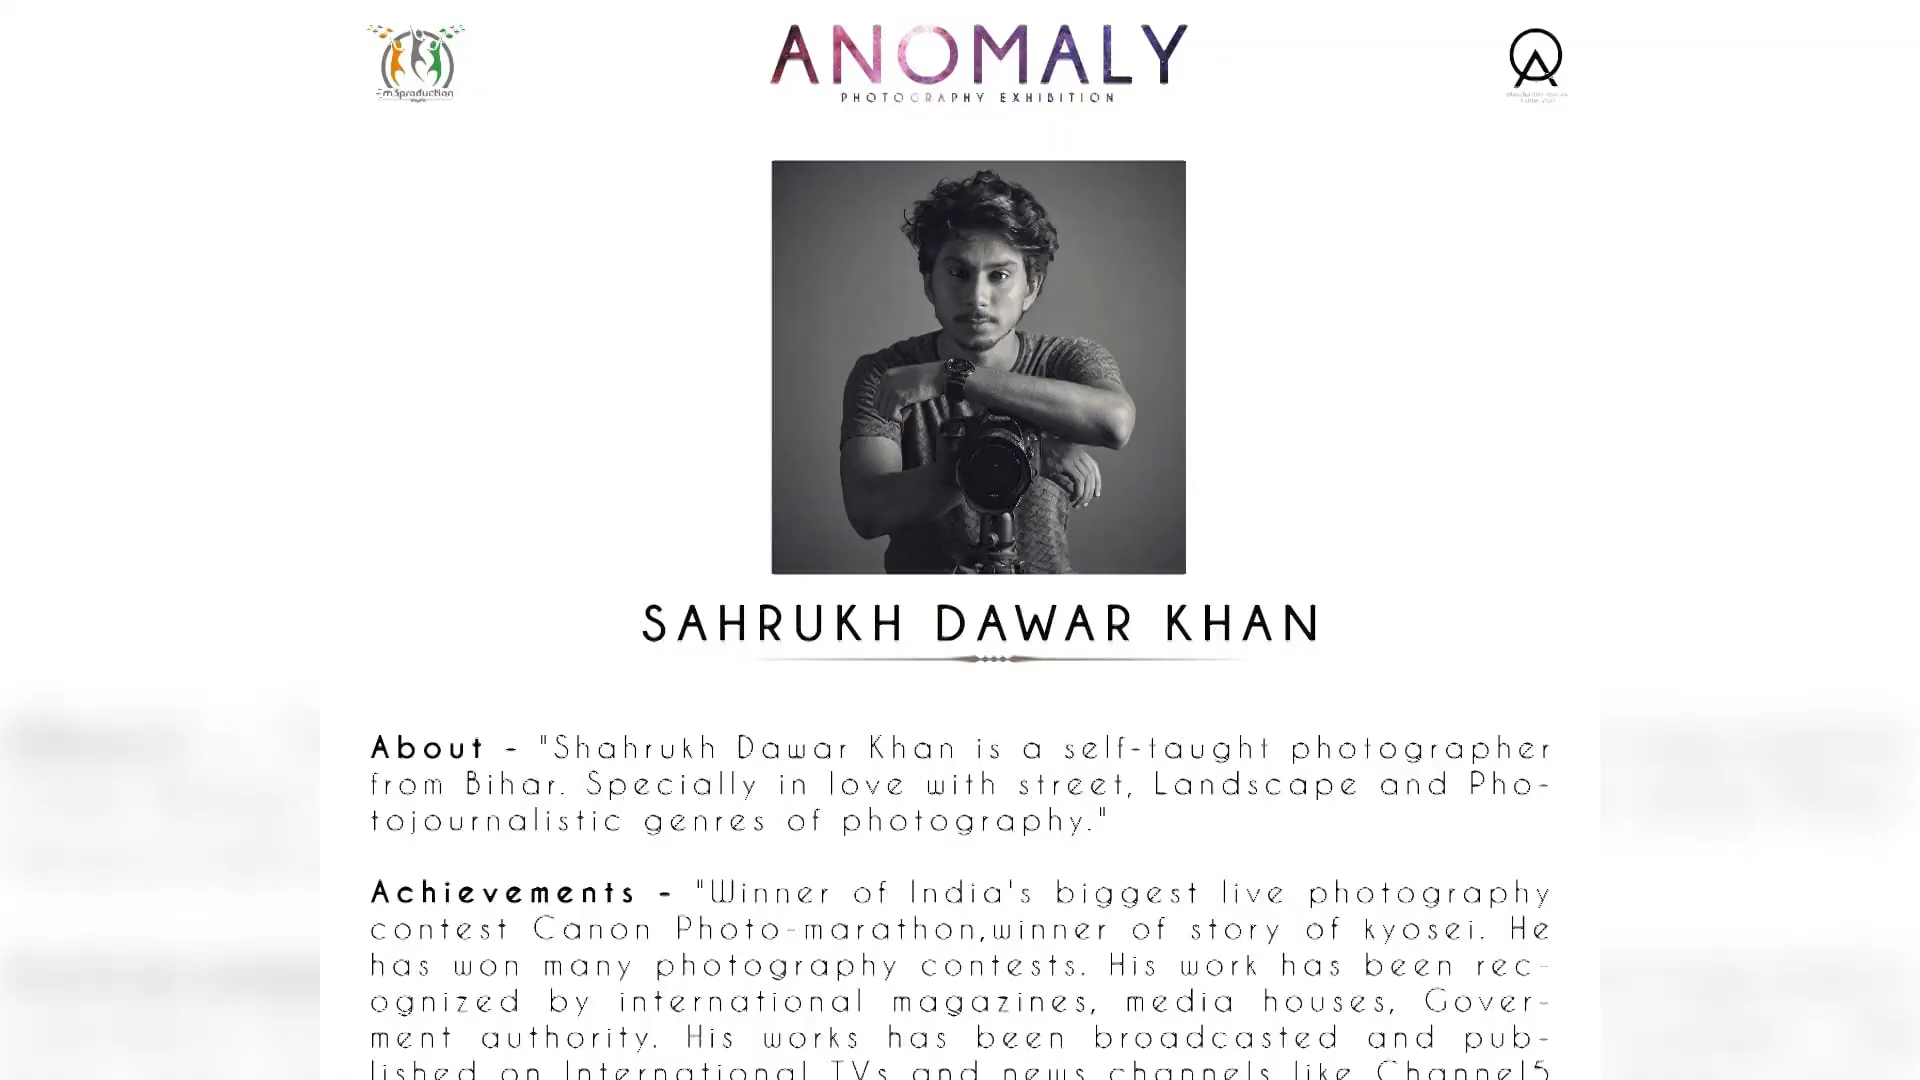 ANOMALY
PHOTOGRAPHY EXHIBITION
Canon
SAHRUKH DAWAR KHAN
About - "Shahrukh Dawar Khan is a self-taught photographer
from Bihar. Specially in love with street, Landscape and Pho-
tojournalistic genres of photography."
Achievements - "Winner of India's biggest live photography
contest Canon Photo-marathon,winner of story of kyosei. He
has won many photography contests. His work has been rec-
ognized by international magazines, media houses, Gover-
ment authority. His works has been broadcasted and pub-
lished on International TVs and news channels like Channel5